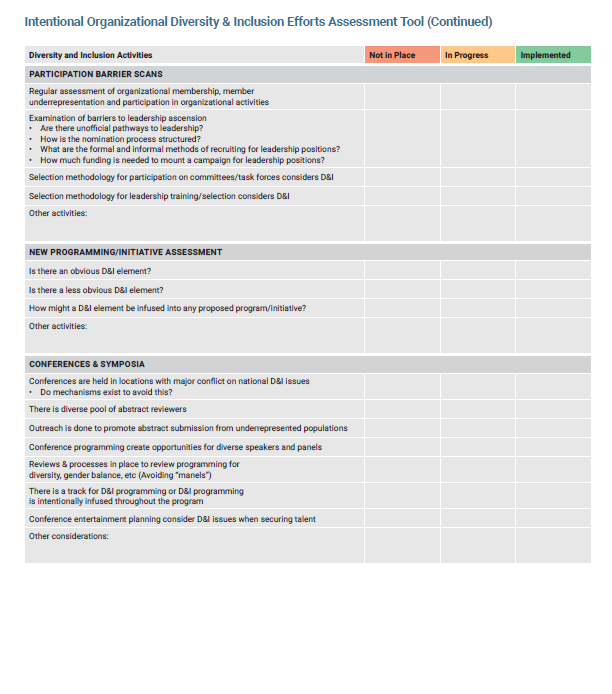 Intentional Organizational Diversity & Inclusion Efforts Assessment Tool (Continued)
Diversity and Inclusion Activities Not in Place In Progress Implemented
PARTICIPATION BARRIER SCANS
Regular assessment of organizational membership, member
underrepresentation and participation in organizational activities
Examination of barriers to leadership ascension
• Are there unofficial pathways to leadership?
• How is the nomination process structured?
• What are the formal and informal methods of recruiting for leadership positions?
• How much funding is needed to mount a campaign for leadership positions?
Selection methodology for participation on committees/task forces considers D&I
Selection methodology for leadership training/selection considers D&I
Other activities:
NEW PROGRAMMING/INITIATIVE ASSESSMENT
Is there an obvious D&I element?
Is there a less obvious D&I element?
How might a D&I element be infused into any proposed program/initiative?
Other activities:
CONFERENCES & SYMPOSIA
Conferences are held in locations with major conflict on national D&I issues
• Do mechanisms exist to avoid this?
There is diverse pool of abstract reviewers
Outreach is done to promote abstract submission from underrepresented populations
Conference programming create opportunities for diverse speakers and panels
Reviews & processes in place to review programming for
diversity, gender balance, etc (Avoiding "manels")
There is a track for D&I programming or D&I programming
is intentionally infused throughout the program
Conference entertainment planning consider D&I issues when securing talent
Other considerations: